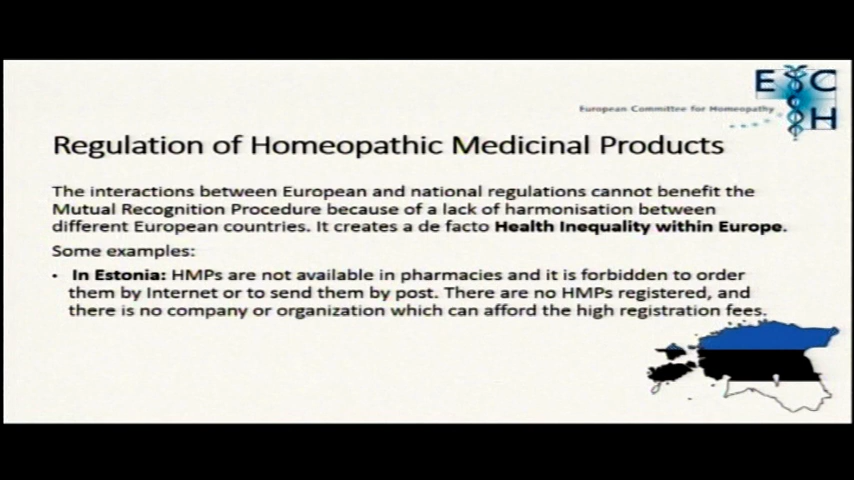 E C
C H
European Committee for Homeopathy
Regulation of Homeopathic Medicinal Products
The interactions between European and national regulations cannot benefit the
Mutual Recognition Procedure because of a lack of harmonisation between
different European countries. It creates a de facto Health Inequality within Europe.
Some examples:
• In Estonia: HMPs are not available in pharmacies and it is forbidden to order
them by Internet or to send them by post. There are no HMPs registered, and
there is no company or organization which can afford the high registration fees.